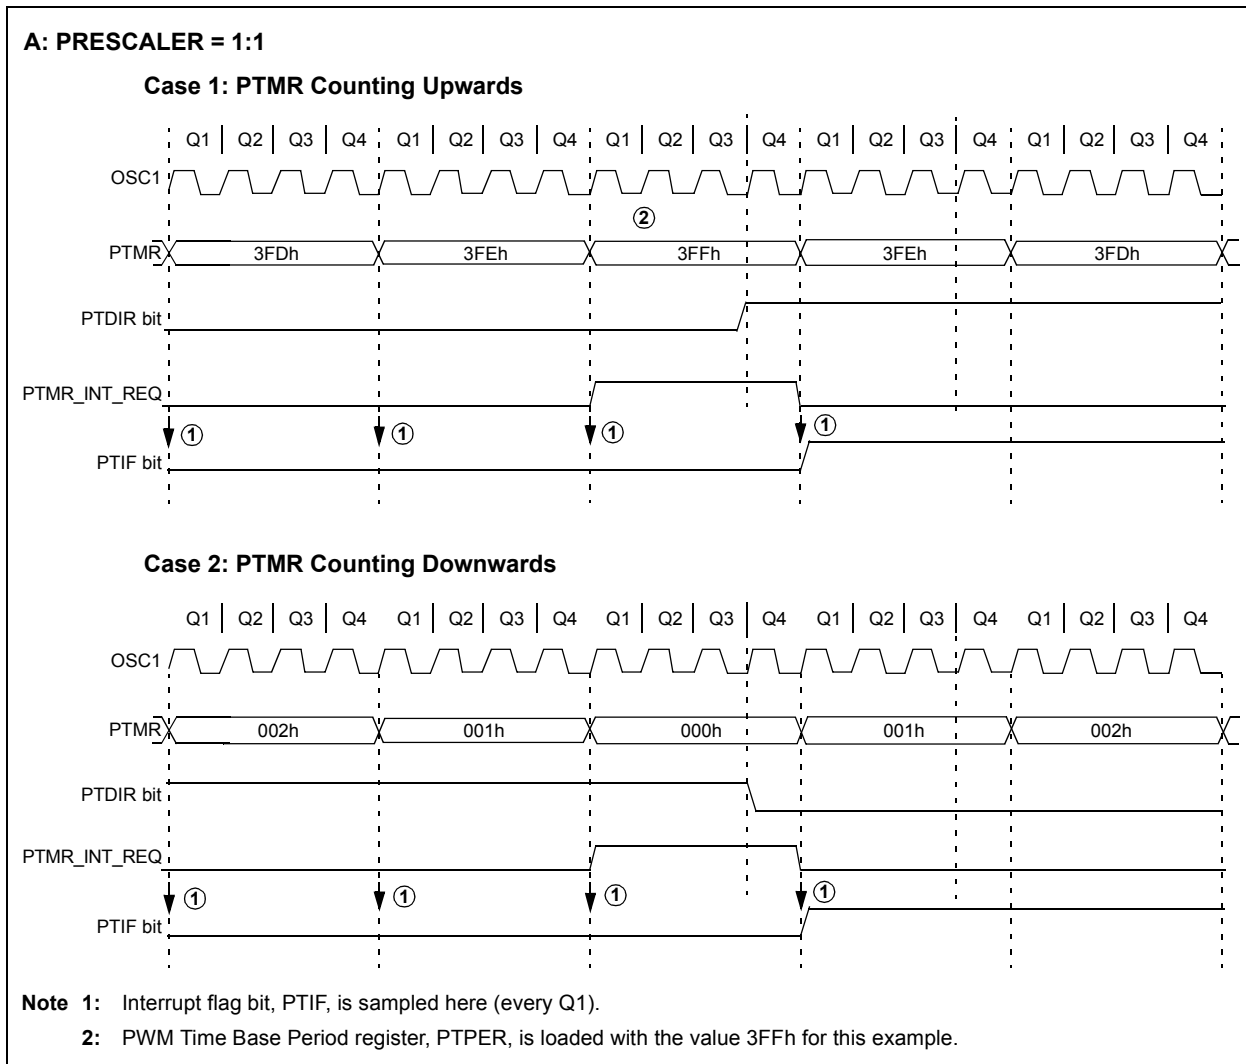 A: PRESCALER = 1:1
Case 1: PTMR Counting Upwards
Q1 Q2 Q3 Q4 Q1 Q2 Q3 Q4 Q1 Q2 Q3 Q4 Q1 Q2 Q3 Q4 Q1 Q2 Q3 Q4
OSC1
2
PTMR 3FDh 3FEh 3FFh 3FEh 3FDh
PTDIR bit
PTMR_INT_REQ
1 1 1 1
PTIF bit
Case 2: PTMR Counting Downwards
Q1 Q2 Q3 Q4 Q1 Q2 Q3 Q4 Q1 Q2 Q3 Q4 Q1 Q2 Q3 Q4 Q1 Q2 Q3 Q4
OSC1
PTMR 002h 001h 000h 001h 002h
PTDIR bit
PTMR_INT_REQ
1 1 1 1
PTIF bit
Note 1: Interrupt flag bit, PTIF, is sampled here (every Q1).
2: PWM Time Base Period register, PTPER, is loaded with the value 3FFh for this example.